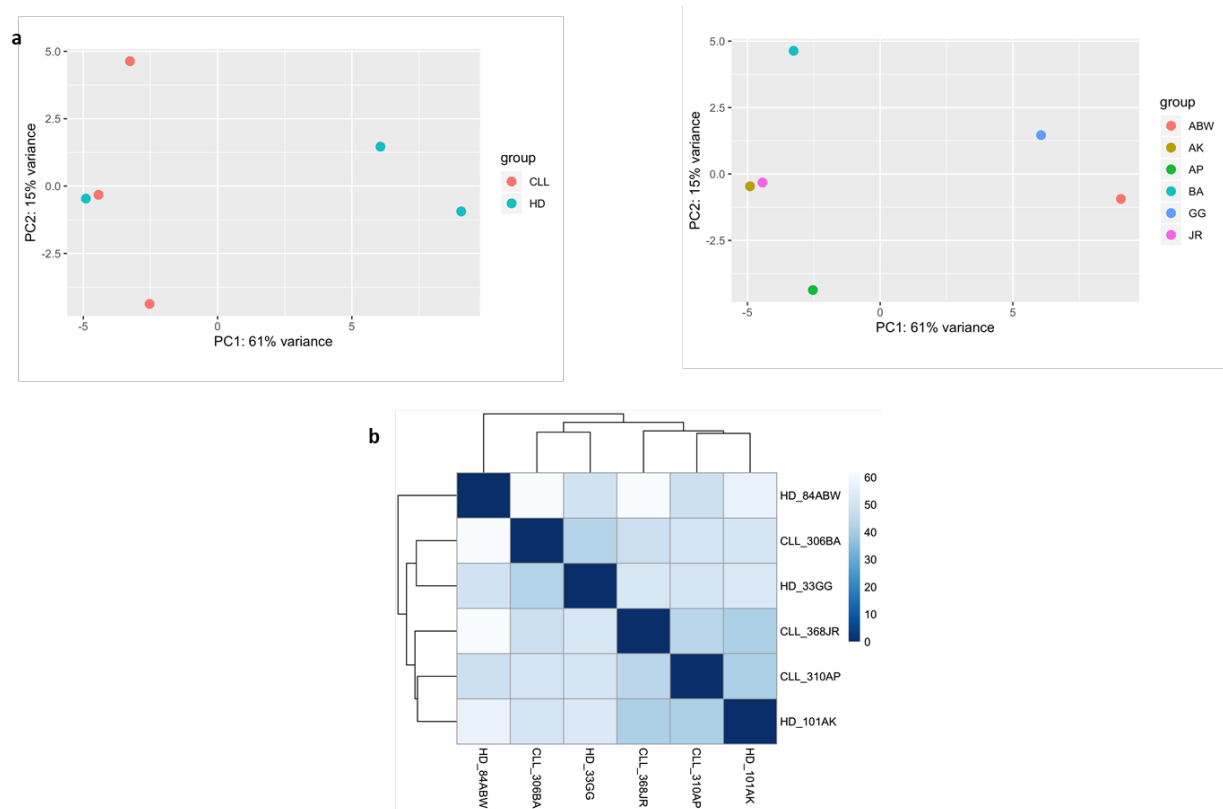 a
5.0
2.5
0.0
-2.5
-5
0
5
PC2: 15% variance
PC1: 61% variance
group
CLL
HD
5.0
2.5
0.0
-2.5
-5
0
5
PC2: 15% variance
PC1: 61% variance
group
ABW
AK
AP
BA
GG
JR
b
60
50
40
30
20
10
0
HD_84ABW
CLL_306BA
HD_33GG
CLL_368JR
CLL_310AP
HD_101AK
HD_84ABW
CLL_306BA
HD_33GG
CLL_368JR
CLL_310AP
HD_101AK